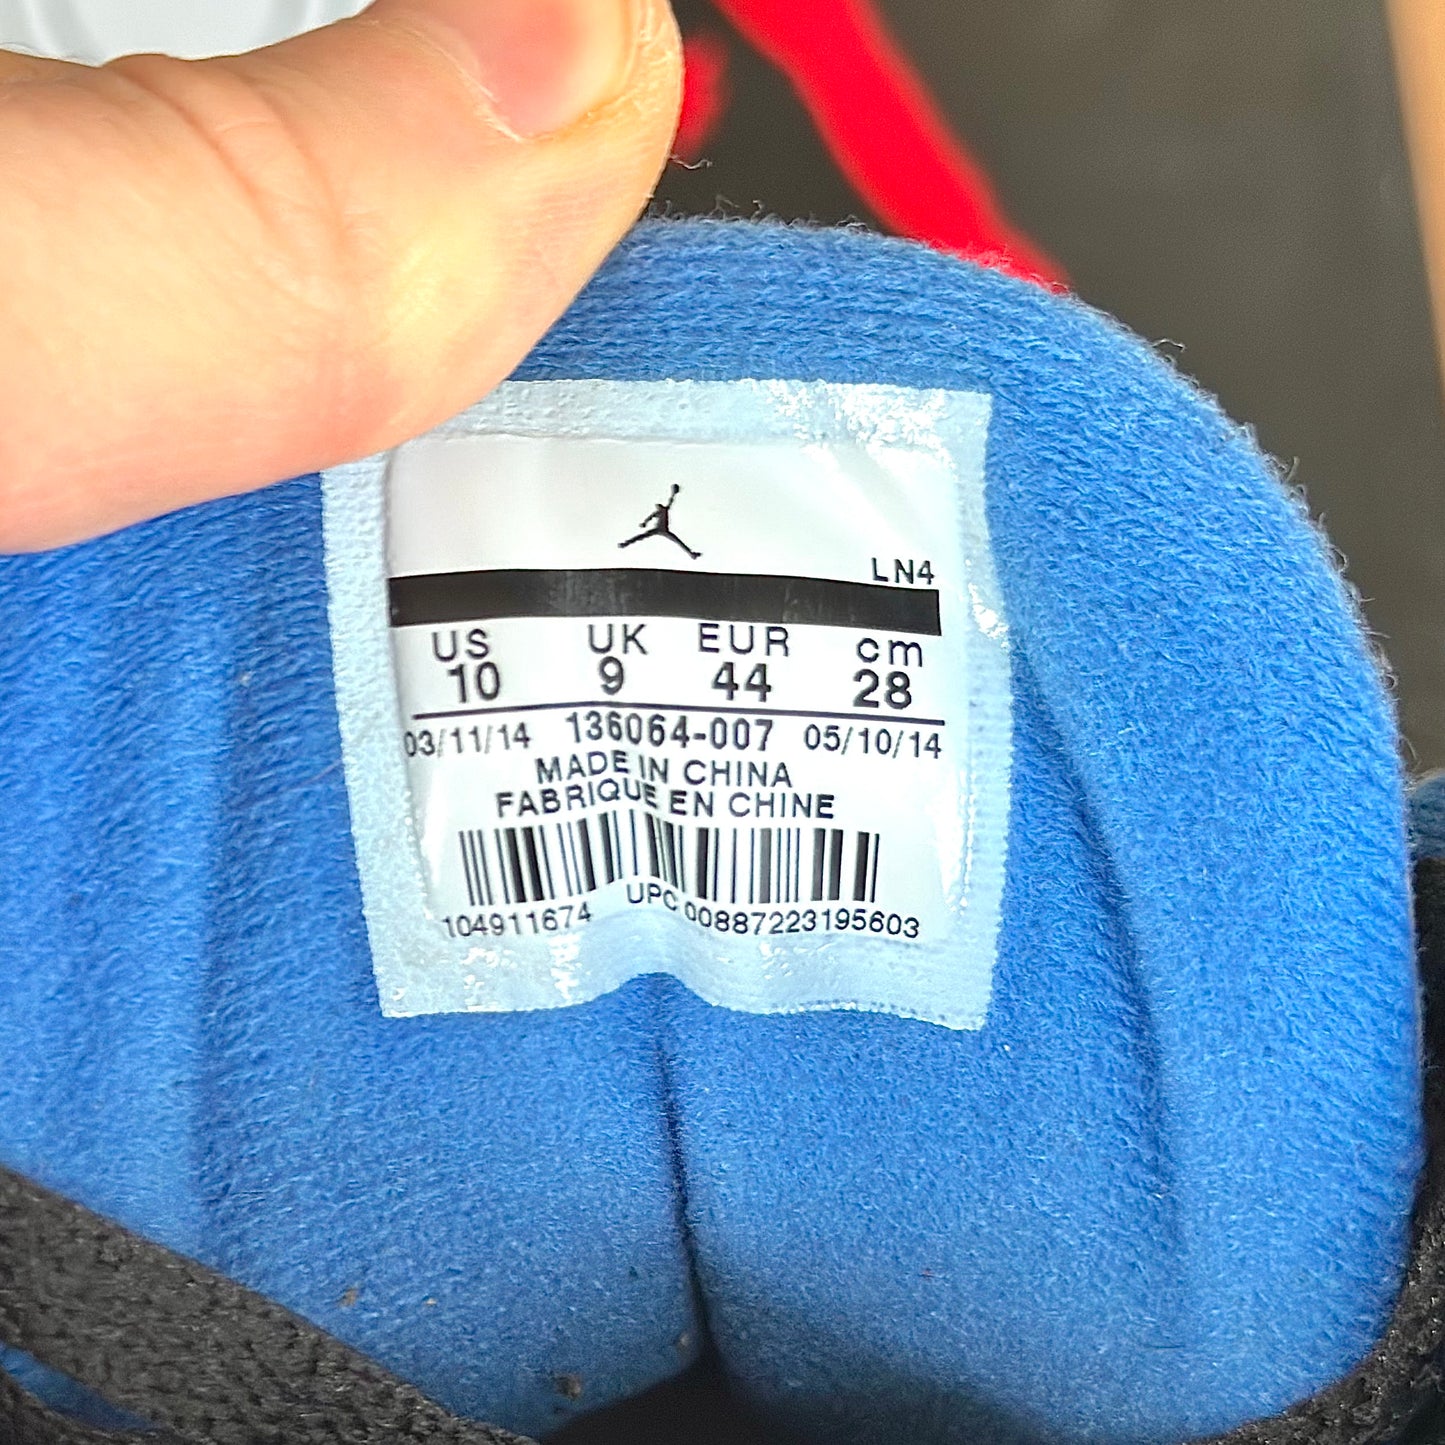 LN4
US UK EUR cm
10 9 44 28
03/11/14 136064-007 05/10/14
MADE IN CHINA
FABRIQUE EN CHINE
104911674 UPC 00887223195603